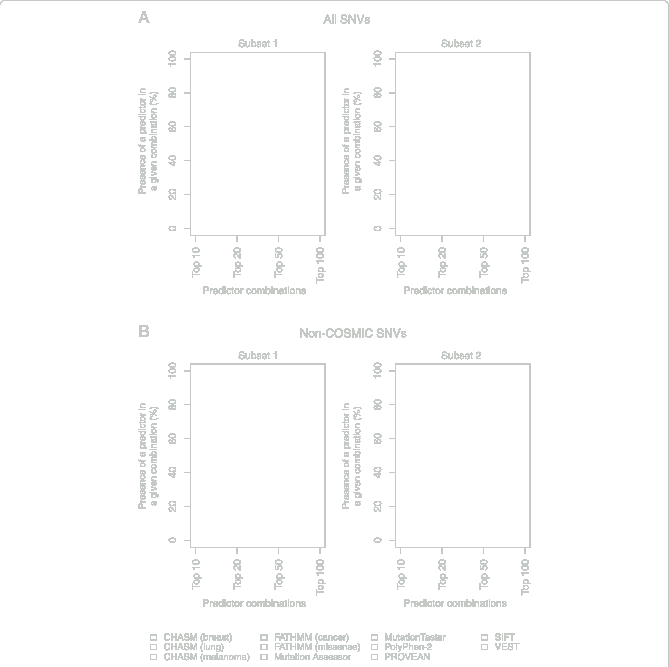 A
All SNVs
Subset 1
Subset 2
Presence of a predictor in
a given combination (%)
0
20
40
60
80
100
Top 10
Top 20
Top 50
Top 100
Predictor combinations
Presence of a predictor in
a given combination (%)
0
20
40
60
80
100
Top 10
Top 20
Top 50
Top 100
Predictor combinations
B
Non-COSMIC SNVs
Subset 1
Subset 2
Presence of a predictor in
a given combination (%)
0
20
40
60
80
100
Top 10
Top 20
Top 50
Top 100
Predictor combinations
Presence of a predictor in
a given combination (%)
0
20
40
60
80
100
Top 10
Top 20
Top 50
Top 100
Predictor combinations
CHASM (breast)
CHASM (lung)
CHASM (melanoma)
FATHMM (cancer)
FATHMM (missense)
Mutation Assessor
MutationTaster
PolyPhen-2
PROVEAN
SIFT
VEST